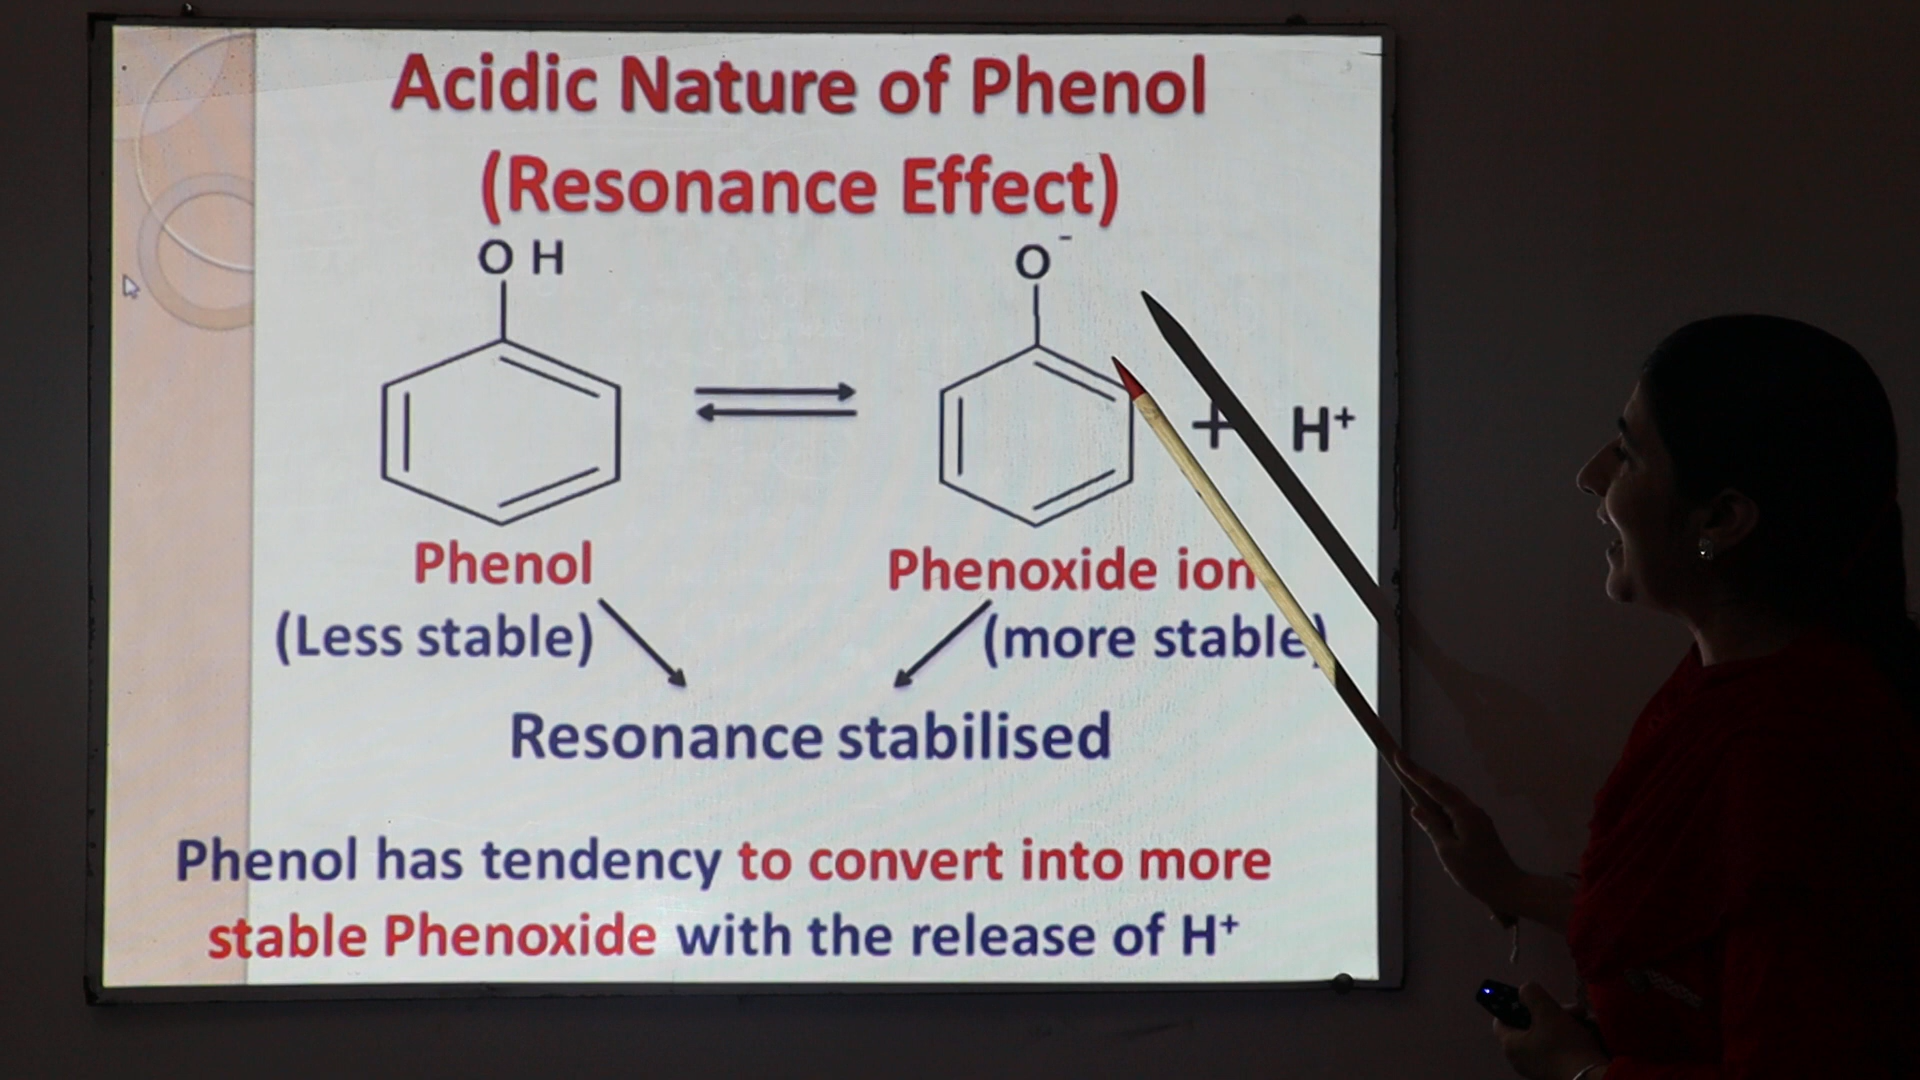 Acidic Nature of Phenol
(Resonance Effect)
O H
O⁻
+ H⁺
Phenol
Phenoxide ion
(Less stable)
(more stable)
Resonance stabilised
Phenol has tendency to convert into more
stable Phenoxide with the release of H⁺